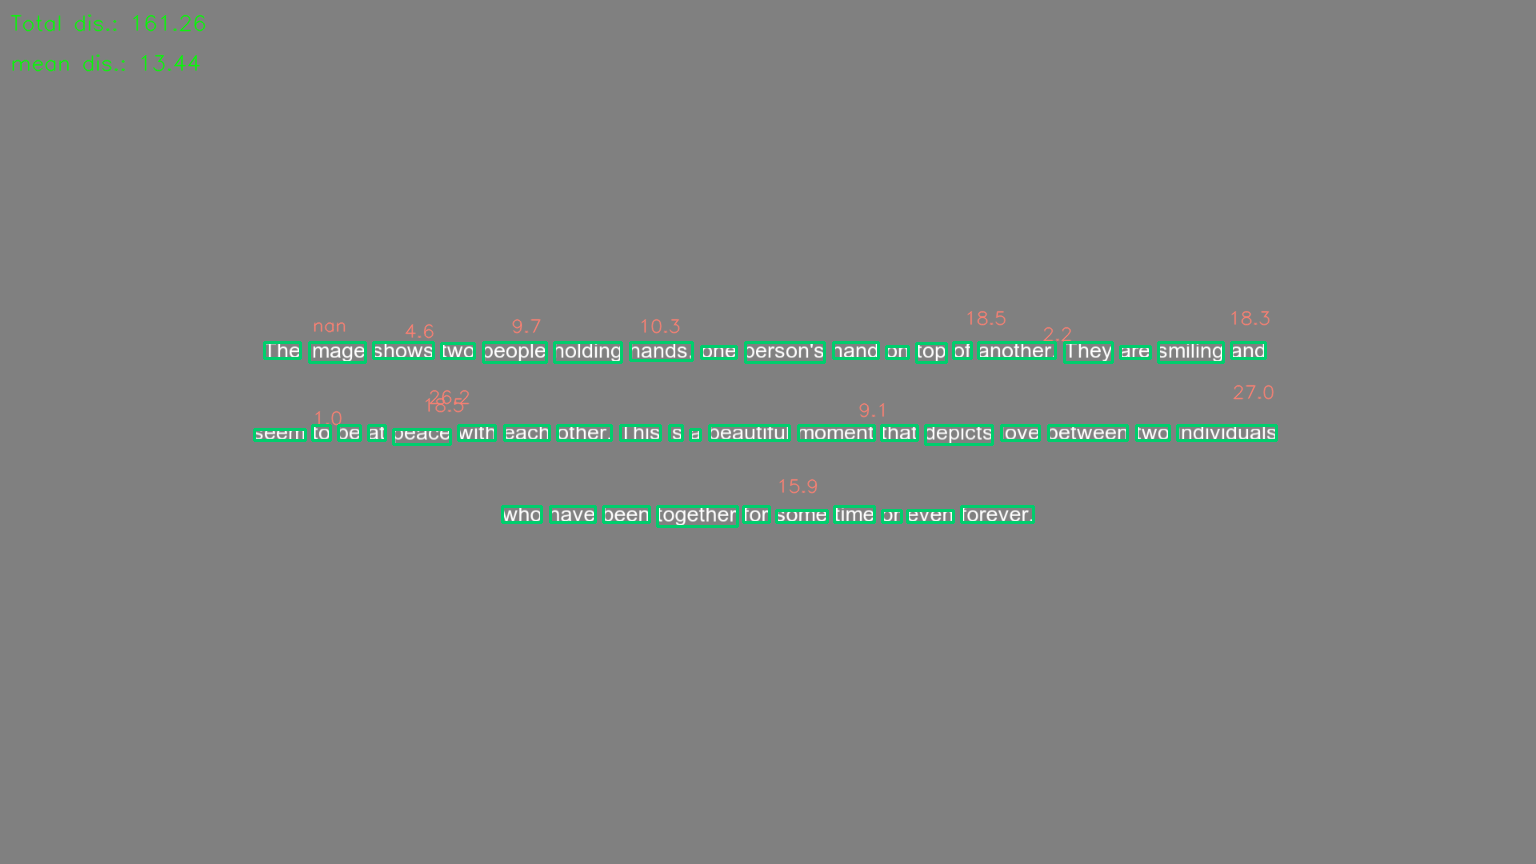 Total dis.: 161.26
mean dis.: 13.44
nan 4.6 9.7 10.3 18.5 2.2 18.3
The image shows two people holding hands, one person's hand on top of another. They are smiling and
1.0 26.2 18.5 9.1 27.0
seem to be at peace with each other. This is a beautiful moment that depicts love between two individuals
15.9
who have been together for some time or even forever.